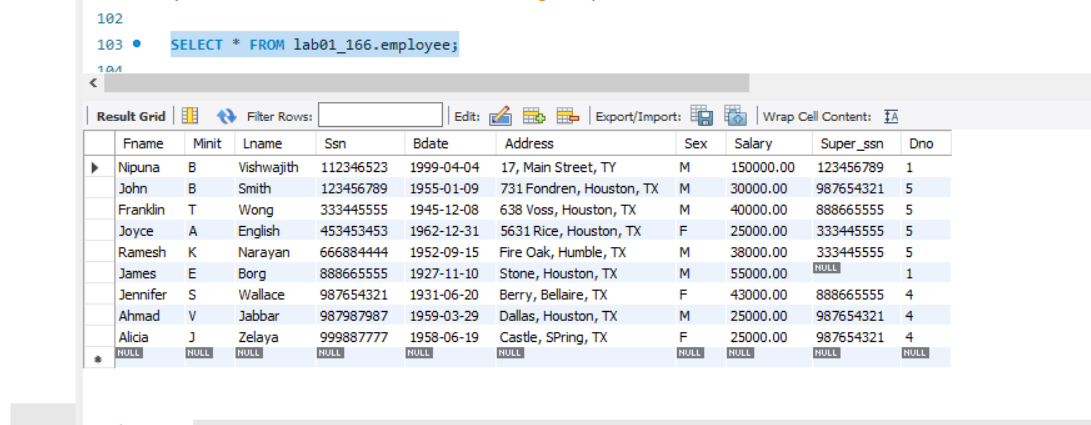 102
103 SELECT * FROM lab01_166.employee;
104
Result Grid Filter Rows: Edit: Export/Import: Wrap Cell Content:
Fname Minit Lname Ssn Bdate Address Sex Salary Super_ssn Dno
Nipuna B Vishwajith 112346523 1999-04-04 17, Main Street, TY M 150000.00 123456789 1
John B Smith 123456789 1955-01-09 731 Fondren, Houston, TX M 30000.00 987654321 5
Franklin T Wong 333445555 1945-12-08 638 Voss, Houston, TX M 40000.00 888665555 5
Joyce A English 453453453 1962-12-31 5631 Rice, Houston, TX F 25000.00 333445555 5
Ramesh K Narayan 666884444 1952-09-15 Fire Oak, Humble, TX M 38000.00 333445555 5
James E Borg 888665555 1927-11-10 Stone, Houston, TX M 55000.00 NULL 1
Jennifer S Wallace 987654321 1931-06-20 Berry, Bellaire, TX F 43000.00 888665555 4
Ahmad V Jabbar 987987987 1959-03-29 Dallas, Houston, TX M 25000.00 987654321 4
Alicia J Zelaya 999887777 1958-06-19 Castle, SPring, TX F 25000.00 987654321 4
NULL NULL NULL NULL NULL NULL NULL NULL NULL NULL